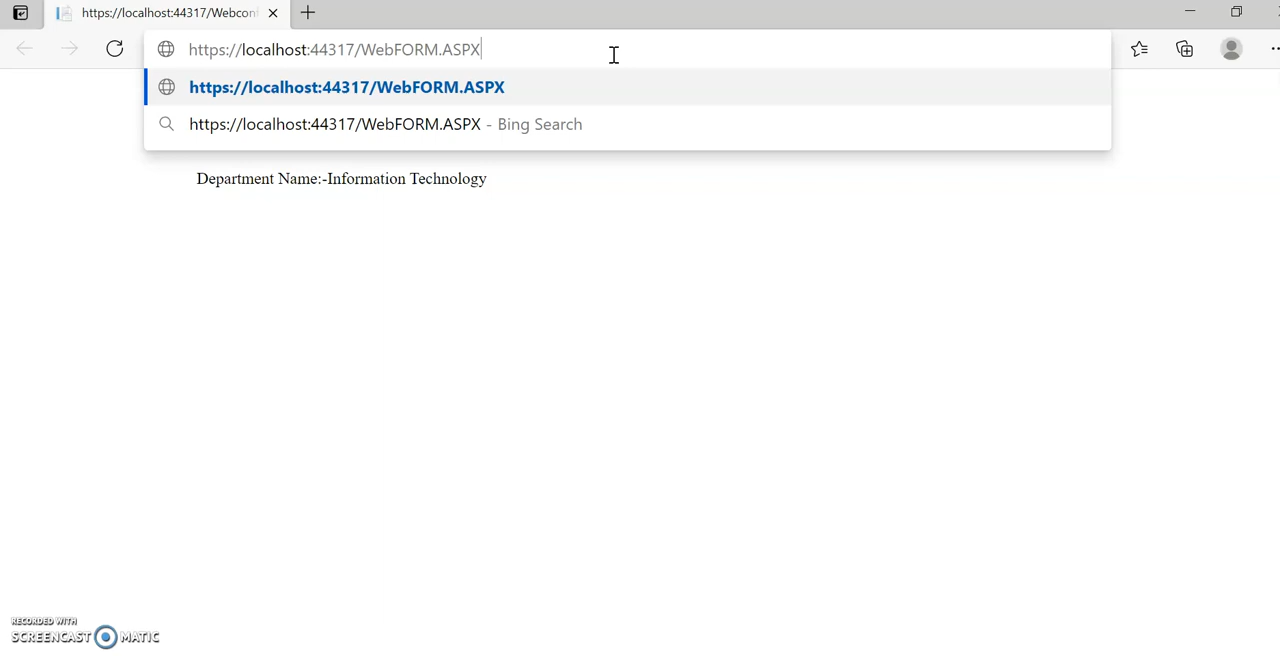 https://localhost:44317/Webconf
https://localhost:44317/WebFORM.ASPX
https://localhost:44317/WebFORM.ASPX
https://localhost:44317/WebFORM.ASPX - Bing Search
Department Name:-Information Technology
RECORDED WITH
SCREENCAST MATIC